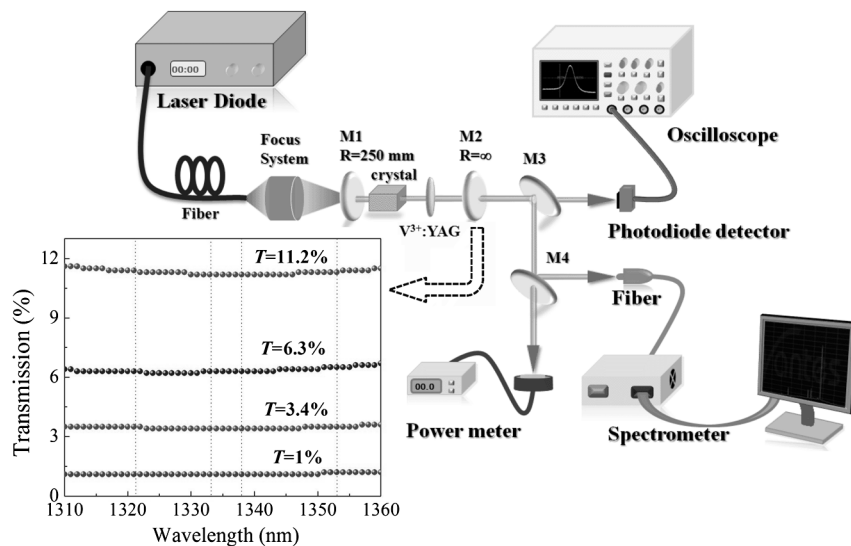 00:00
Laser Diode
Oscilloscope
Focus
System
M1
R=250 mm
crystal
M2
R=∞
M3
Fiber
V³⁺:YAG
Photodiode detector
M4
Fiber
00.0
Power meter
Spectrometer
Transmission (%)
12
9
6
3
0
T=11.2%
T=6.3%
T=3.4%
T=1%
1310
1320
1330
1340
1350
1360
Wavelength (nm)